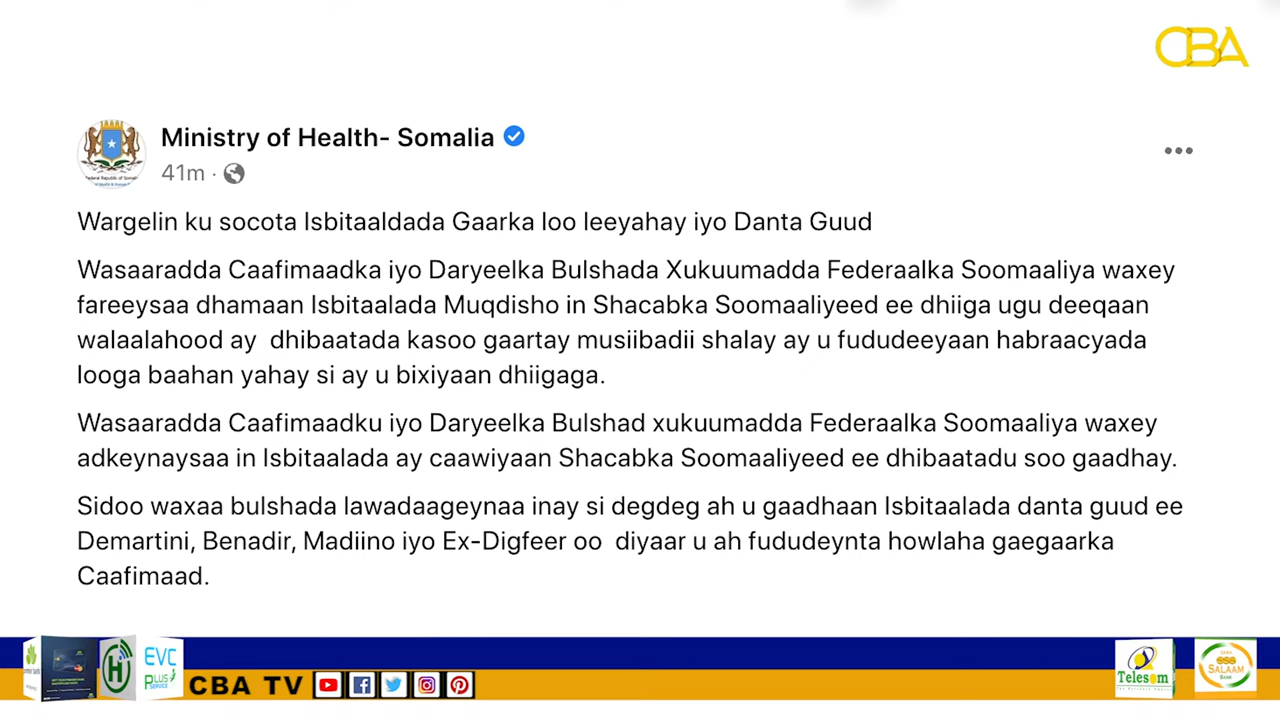 CBA
Ministry of Health- Somalia
41m ·
Wargelin ku socota Isbitaaldada Gaarka loo leeyahay iyo Danta Guud
Wasaaradda Caafimaadka iyo Daryeelka Bulshada Xukuumadda Federaalka Soomaaliya waxey
fareeysaa dhamaan Isbitaalada Muqdisho in Shacabka Soomaaliyeed ee dhiiga ugu deeqaan
walaalahood ay  dhibaatada kasoo gaartay musiibadii shalay ay u fududeeyaan habraacyada
looga baahan yahay si ay u bixiyaan dhiigaga.
Wasaaradda Caafimaadku iyo Daryeelka Bulshad xukuumadda Federaalka Soomaaliya waxey
adkeynaysaa in Isbitaalada ay caawiyaan Shacabka Soomaaliyeed ee dhibaatadu soo gaadhay.
Sidoo waxaa bulshada lawadaageynaa inay si degdeg ah u gaadhaan Isbitaalada danta guud ee
Demartini, Benadir, Madiino iyo Ex-Digfeer oo  diyaar u ah fududeynta howlaha gaegaarka
Caafimaad.
EVC
PLUS
SERVICE
CBA TV
Telesom
SALAAM
BANK